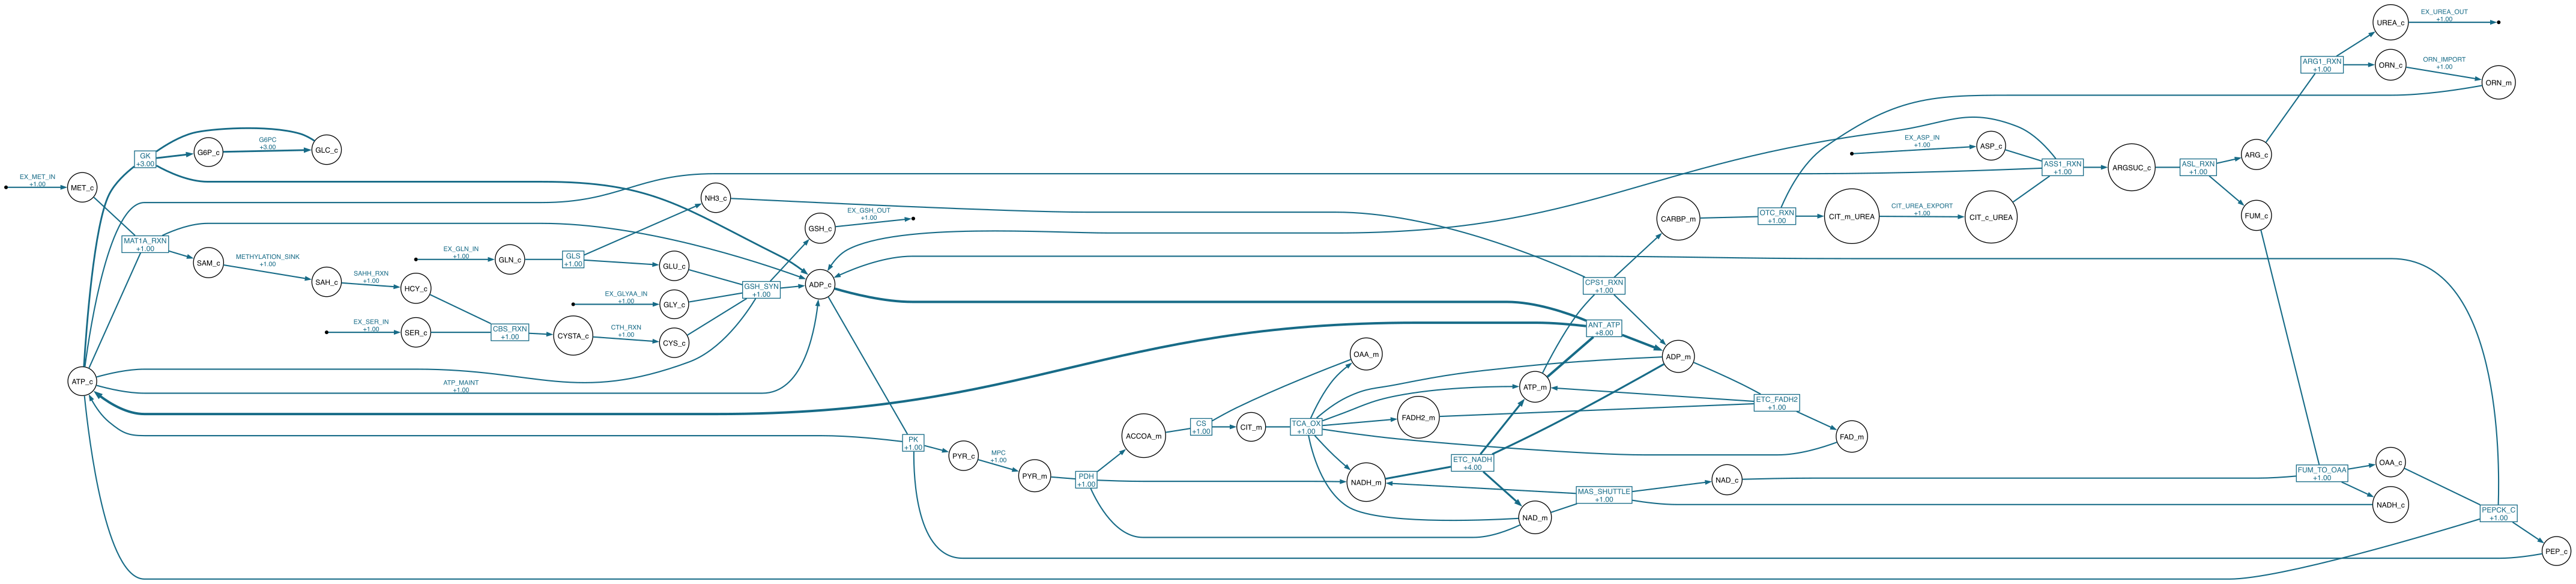 EX_UREA_OUT
+1.00
UREA_c
ARG1_RXN
+1.00
ORN_c
ORN_IMPORT
+1.00
ORN_m
EX_ASP_IN
+1.00
ASP_c
GK
+3.00
G6P_c
G6PC
+3.00
GLC_c
ASS1_RXN
+1.00
ARGSUC_c
ASL_RXN
+1.00
ARG_c
EX_MET_IN
+1.00
MET_c
NH3_c
EX_GSH_OUT
+1.00
GSH_c
CARBP_m
OTC_RXN
+1.00
CIT_m_UREA
CIT_UREA_EXPORT
+1.00
CIT_c_UREA
FUM_c
MAT1A_RXN
+1.00
SAM_c
METHYLATION_SINK
+1.00
SAH_c
SAHH_RXN
+1.00
HCY_c
EX_GLN_IN
+1.00
GLN_c
GLS
+1.00
GLU_c
EX_GLYAA_IN
+1.00
GLY_c
GSH_SYN
+1.00
ADP_c
CPS1_RXN
+1.00
EX_SER_IN
+1.00
SER_c
CBS_RXN
+1.00
CYSTA_c
CTH_RXN
+1.00
CYS_c
ANT_ATP
+8.00
OAA_m
ADP_m
ATP_c
ATP_MAINT
+1.00
ATP_m
ETC_FADH2
+1.00
FADH2_m
FAD_m
ACCOA_m
CS
+1.00
CIT_m
TCA_OX
+1.00
PK
+1.00
PYR_c
MPC
+1.00
PYR_m
PDH
+1.00
NADH_m
ETC_NADH
+4.00
MAS_SHUTTLE
+1.00
NAD_c
NAD_m
FUM_TO_OAA
+1.00
OAA_c
NADH_c
PEPCK_C
+1.00
PEP_c